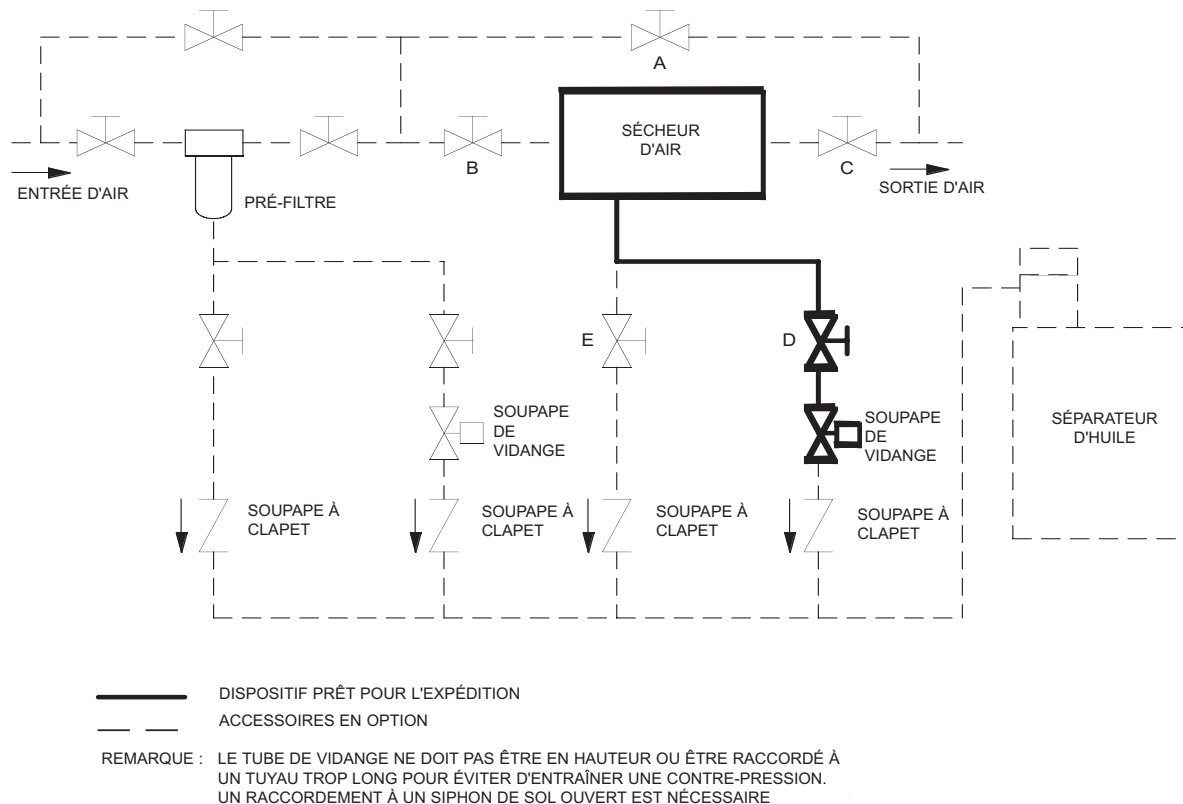 A
SÉCHEUR
D'AIR
B
C
ENTRÉE D'AIR
SORTIE D'AIR
PRÉ-FILTRE
E
D
SOUPAPE
DE
VIDANGE
SOUPAPE
DE
VIDANGE
SÉPARATEUR
D'HUILE
SOUPAPE À
CLAPET
SOUPAPE À
CLAPET
SOUPAPE À
CLAPET
SOUPAPE À
CLAPET
DISPOSITIF PRÊT POUR L'EXPÉDITION
ACCESSOIRES EN OPTION
REMARQUE : LE TUBE DE VIDANGE NE DOIT PAS ÊTRE EN HAUTEUR OU ÊTRE RACCORDÉ À
UN TUYAU TROP LONG POUR ÉVITER D'ENTRAÎNER UNE CONTRE-PRESSION.
UN RACCORDEMENT À UN SIPHON DE SOL OUVERT EST NÉCESSAIRE